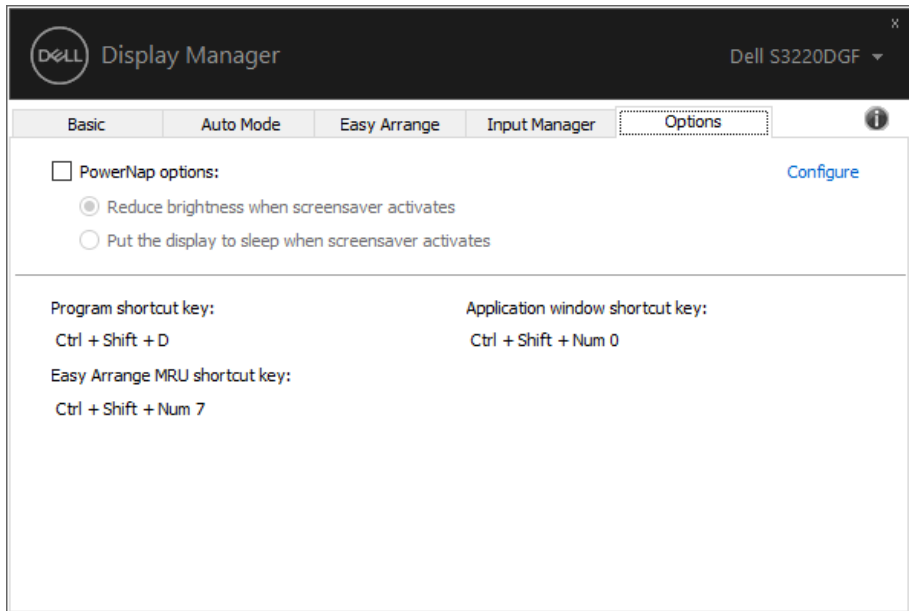 x
DELL Display Manager
Dell S3220DGF
Basic Auto Mode Easy Arrange Input Manager Options
PowerNap options: Configure
Reduce brightness when screensaver activates
Put the display to sleep when screensaver activates
Program shortcut key: Application window shortcut key:
Ctrl + Shift + D Ctrl + Shift + Num 0
Easy Arrange MRU shortcut key:
Ctrl + Shift + Num 7